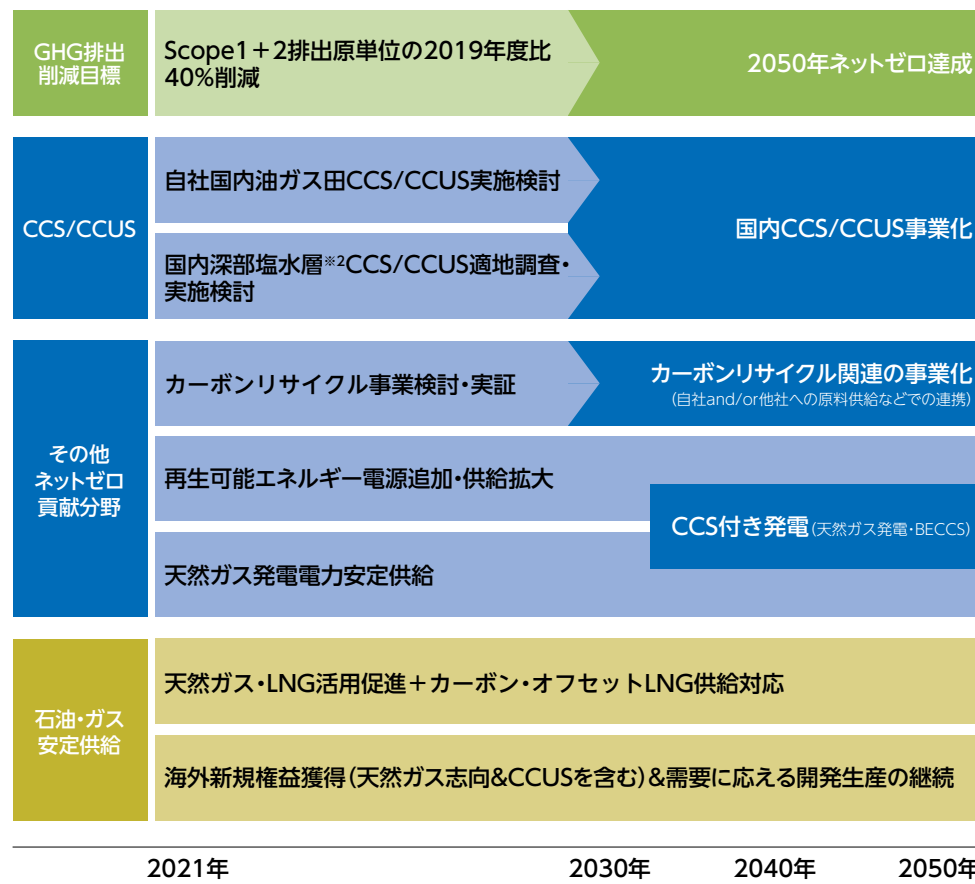 GHG排出
削減目標
Scope1＋2排出原単位の2019年度比
40%削減
2050年ネットゼロ達成
CCS/CCUS
自社国内油ガス田CCS/CCUS実施検討
国内深部塩水層※2CCS/CCUS適地調査・
実施検討
国内CCS/CCUS事業化
その他
ネットゼロ
貢献分野
カーボンリサイクル事業検討・実証
カーボンリサイクル関連の事業化
(自社and/or他社への原料供給などでの連携)
再生可能エネルギー電源追加・供給拡大
CCS付き発電(天然ガス発電・BECCS)
天然ガス発電電力安定供給
石油・ガス
安定供給
天然ガス・LNG活用促進＋カーボン・オフセットLNG供給対応
海外新規権益獲得(天然ガス志向&CCUSを含む)&需要に応える開発生産の継続
2021年 2030年 2040年 2050年